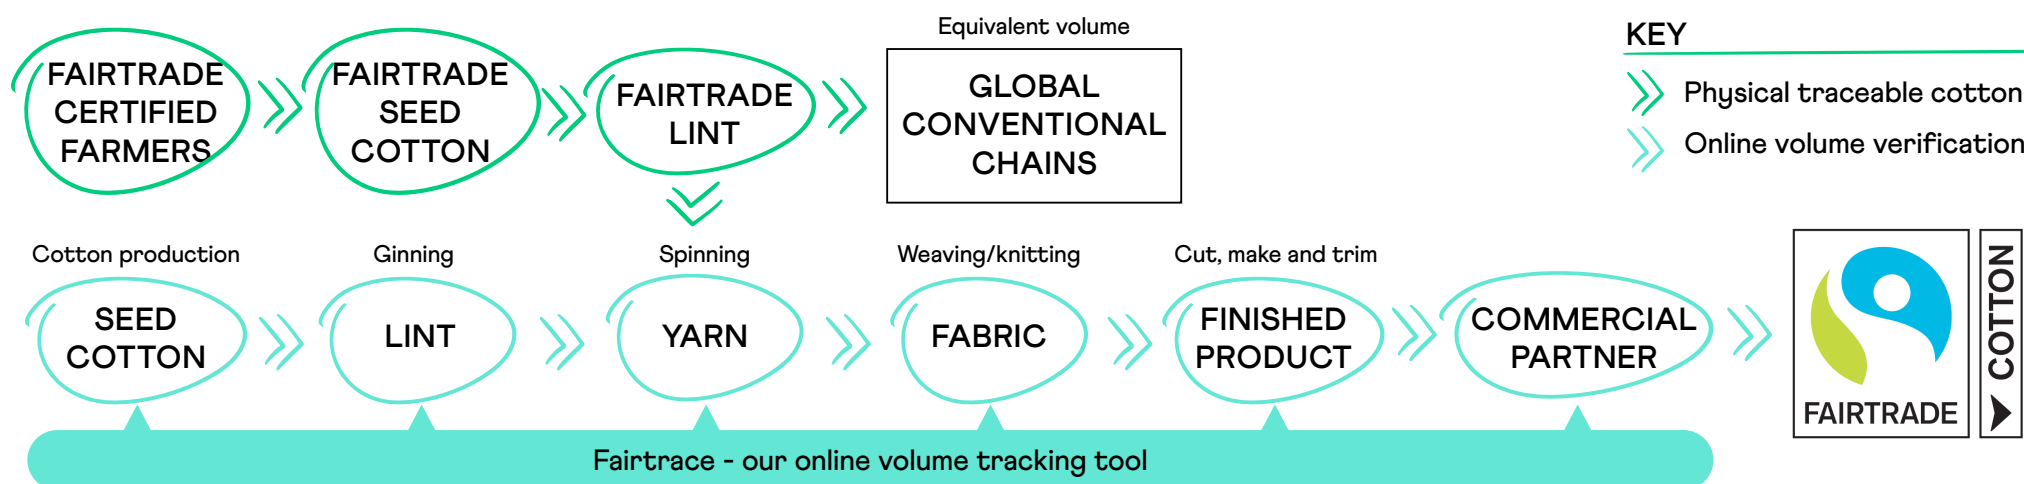 Equivalent volume
KEY
FAIRTRADE
CERTIFIED
FARMERS
FAIRTRADE
SEED
COTTON
FAIRTRADE
LINT
GLOBAL
CONVENTIONAL
CHAINS
Physical traceable cotton
Online volume verification
Cotton production
Ginning
Spinning
Weaving/knitting
Cut, make and trim
SEED
COTTON
LINT
YARN
FABRIC
FINISHED
PRODUCT
COMMERCIAL
PARTNER
FAIRTRADE
COTTON
Fairtrace - our online volume tracking tool